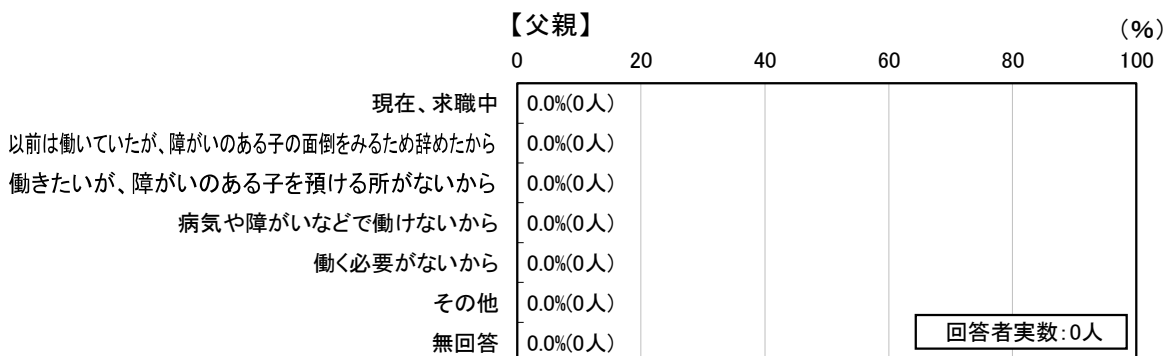 【父親】
(%)
0 20 40 60 80 100
現在、求職中 0.0%(0人)
以前は働いていたが、障がいのある子の面倒をみるため辞めたから 0.0%(0人)
働きたいが、障がいのある子を預ける所がないから 0.0%(0人)
病気や障がいなどで働けないから 0.0%(0人)
働く必要がないから 0.0%(0人)
その他 0.0%(0人)
無回答 0.0%(0人)
回答者実数:0人